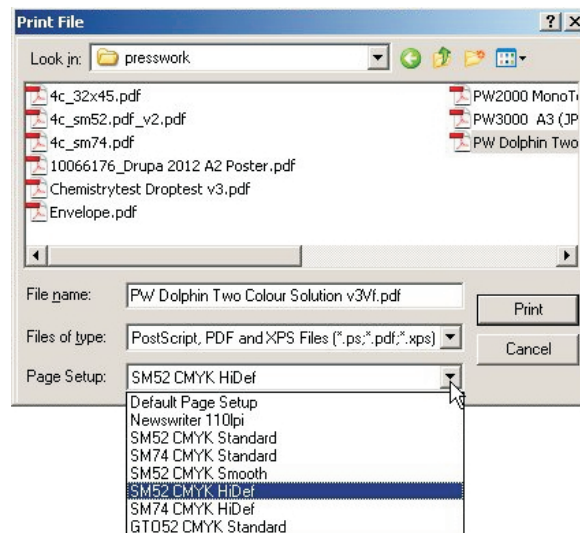 Print File
Look in: presswork
4c_32x45.pdf
4c_sm52.pdf_v2.pdf
4c_sm74.pdf
10066176_Drupa 2012 A2 Poster.pdf
Chemistrytest Droptest v3.pdf
Envelope.pdf
PW2000 MonoT
PW3000 A3 (JP
PW Dolphin Two
File name: PW Dolphin Two Colour Solution v3Vf.pdf
Print
Files of type: PostScript, PDF and XPS Files (*.ps;*.pdf;*.xps)
Cancel
Page Setup: SM52 CMYK HiDef
Default Page Setup
Newswriter 110lpi
SM52 CMYK Standard
SM74 CMYK Standard
SM52 CMYK Smooth
SM52 CMYK HiDef
SM74 CMYK HiDef
GTO52 CMYK Standard